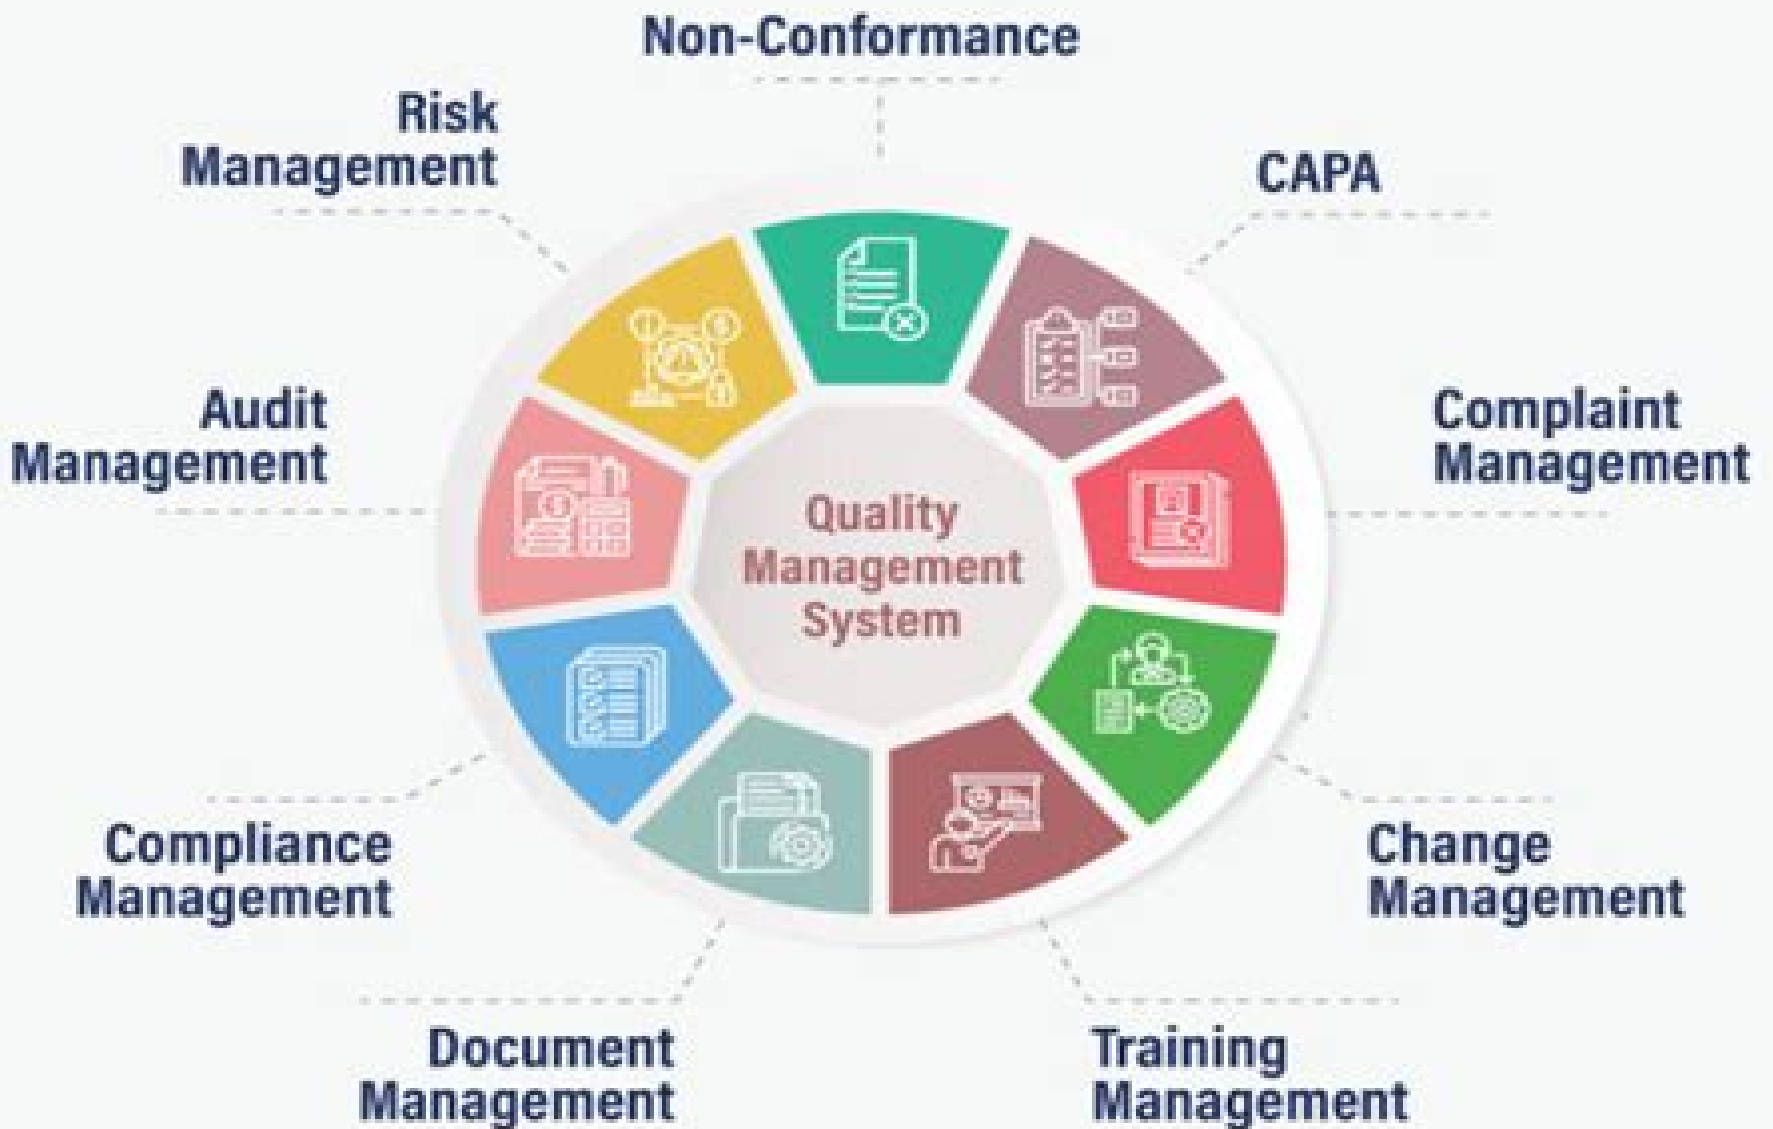 Non-Conformance
Risk
Management
CAPA
Audit
Management
Complaint
Management
Quality
Management
System
Compliance
Management
Change
Management
Document
Management
Training
Management